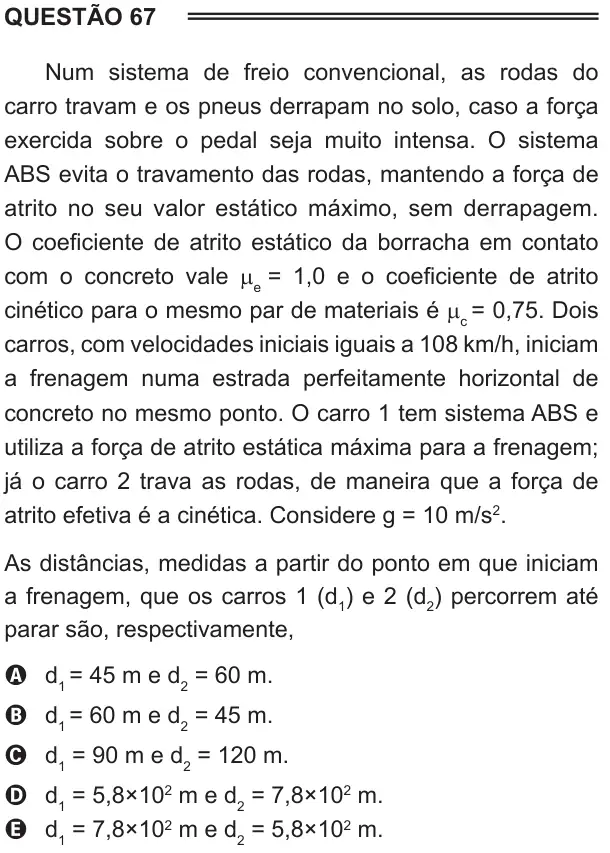 QUESTÃO 67
Num sistema de freio convencional, as rodas do
carro travam e os pneus derrapam no solo, caso a força
exercida sobre o pedal seja muito intensa. O sistema
ABS evita o travamento das rodas, mantendo a força de
atrito no seu valor estático máximo, sem derrapagem.
O coeficiente de atrito estático da borracha em contato
com o concreto vale μₑ = 1,0 e o coeficiente de atrito
cinético para o mesmo par de materiais é μ_c = 0,75. Dois
carros, com velocidades iniciais iguais a 108 km/h, iniciam
a frenagem numa estrada perfeitamente horizontal de
concreto no mesmo ponto. O carro 1 tem sistema ABS e
utiliza a força de atrito estática máxima para a frenagem;
já o carro 2 trava as rodas, de maneira que a força de
atrito efetiva é a cinética. Considere g = 10 m/s².
As distâncias, medidas a partir do ponto em que iniciam
a frenagem, que os carros 1 (d₁) e 2 (d₂) percorrem até
parar são, respectivamente,
A d₁ = 45 m e d₂ = 60 m.
B d₁ = 60 m e d₂ = 45 m.
C d₁ = 90 m e d₂ = 120 m.
D d₁ = 5,8×10² m e d₂ = 7,8×10² m.
E d₁ = 7,8×10² m e d₂ = 5,8×10² m.